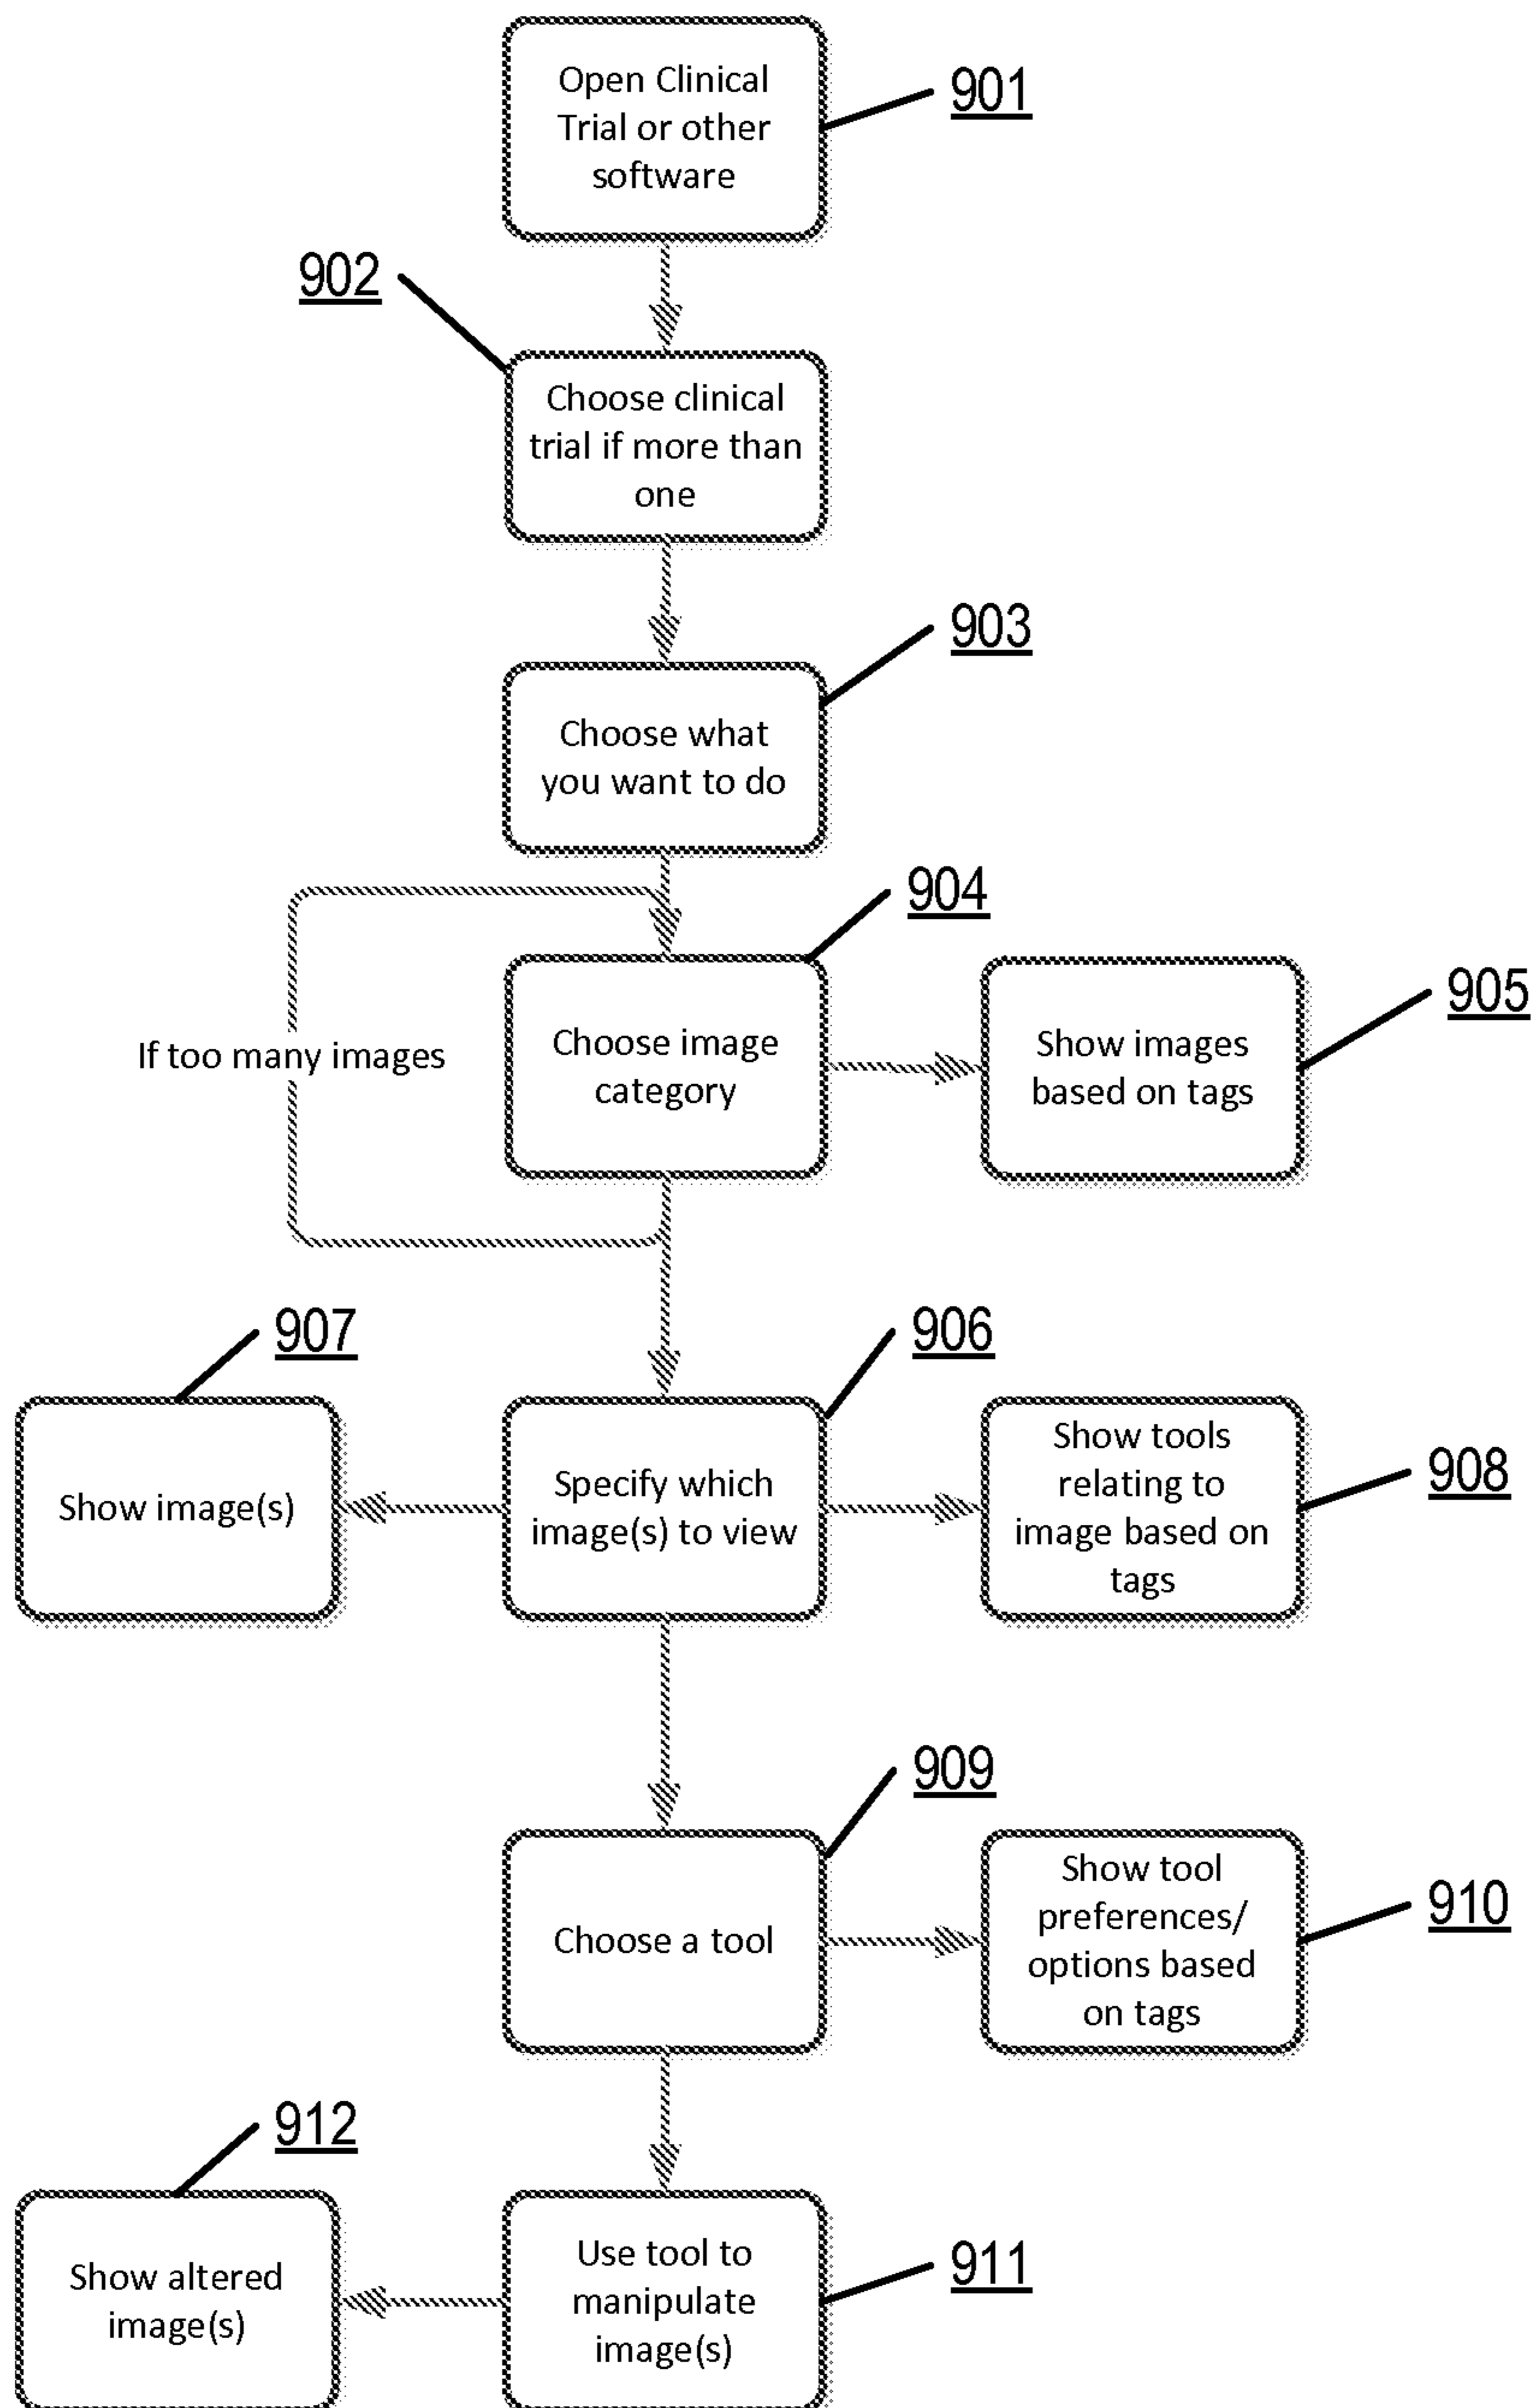 Open Clinical
Trial or other
software
901
902
Choose clinical
trial if more than
one
903
Choose what
you want to do
904
If too many images
Choose image
category
Show images
based on tags
905
907
906
Show image(s)
Specify which
image(s) to view
Show tools
relating to
image based on
tags
908
909
Choose a tool
Show tool
preferences/
options based
on tags
910
912
Show altered
image(s)
Use tool to
manipulate
image(s)
911